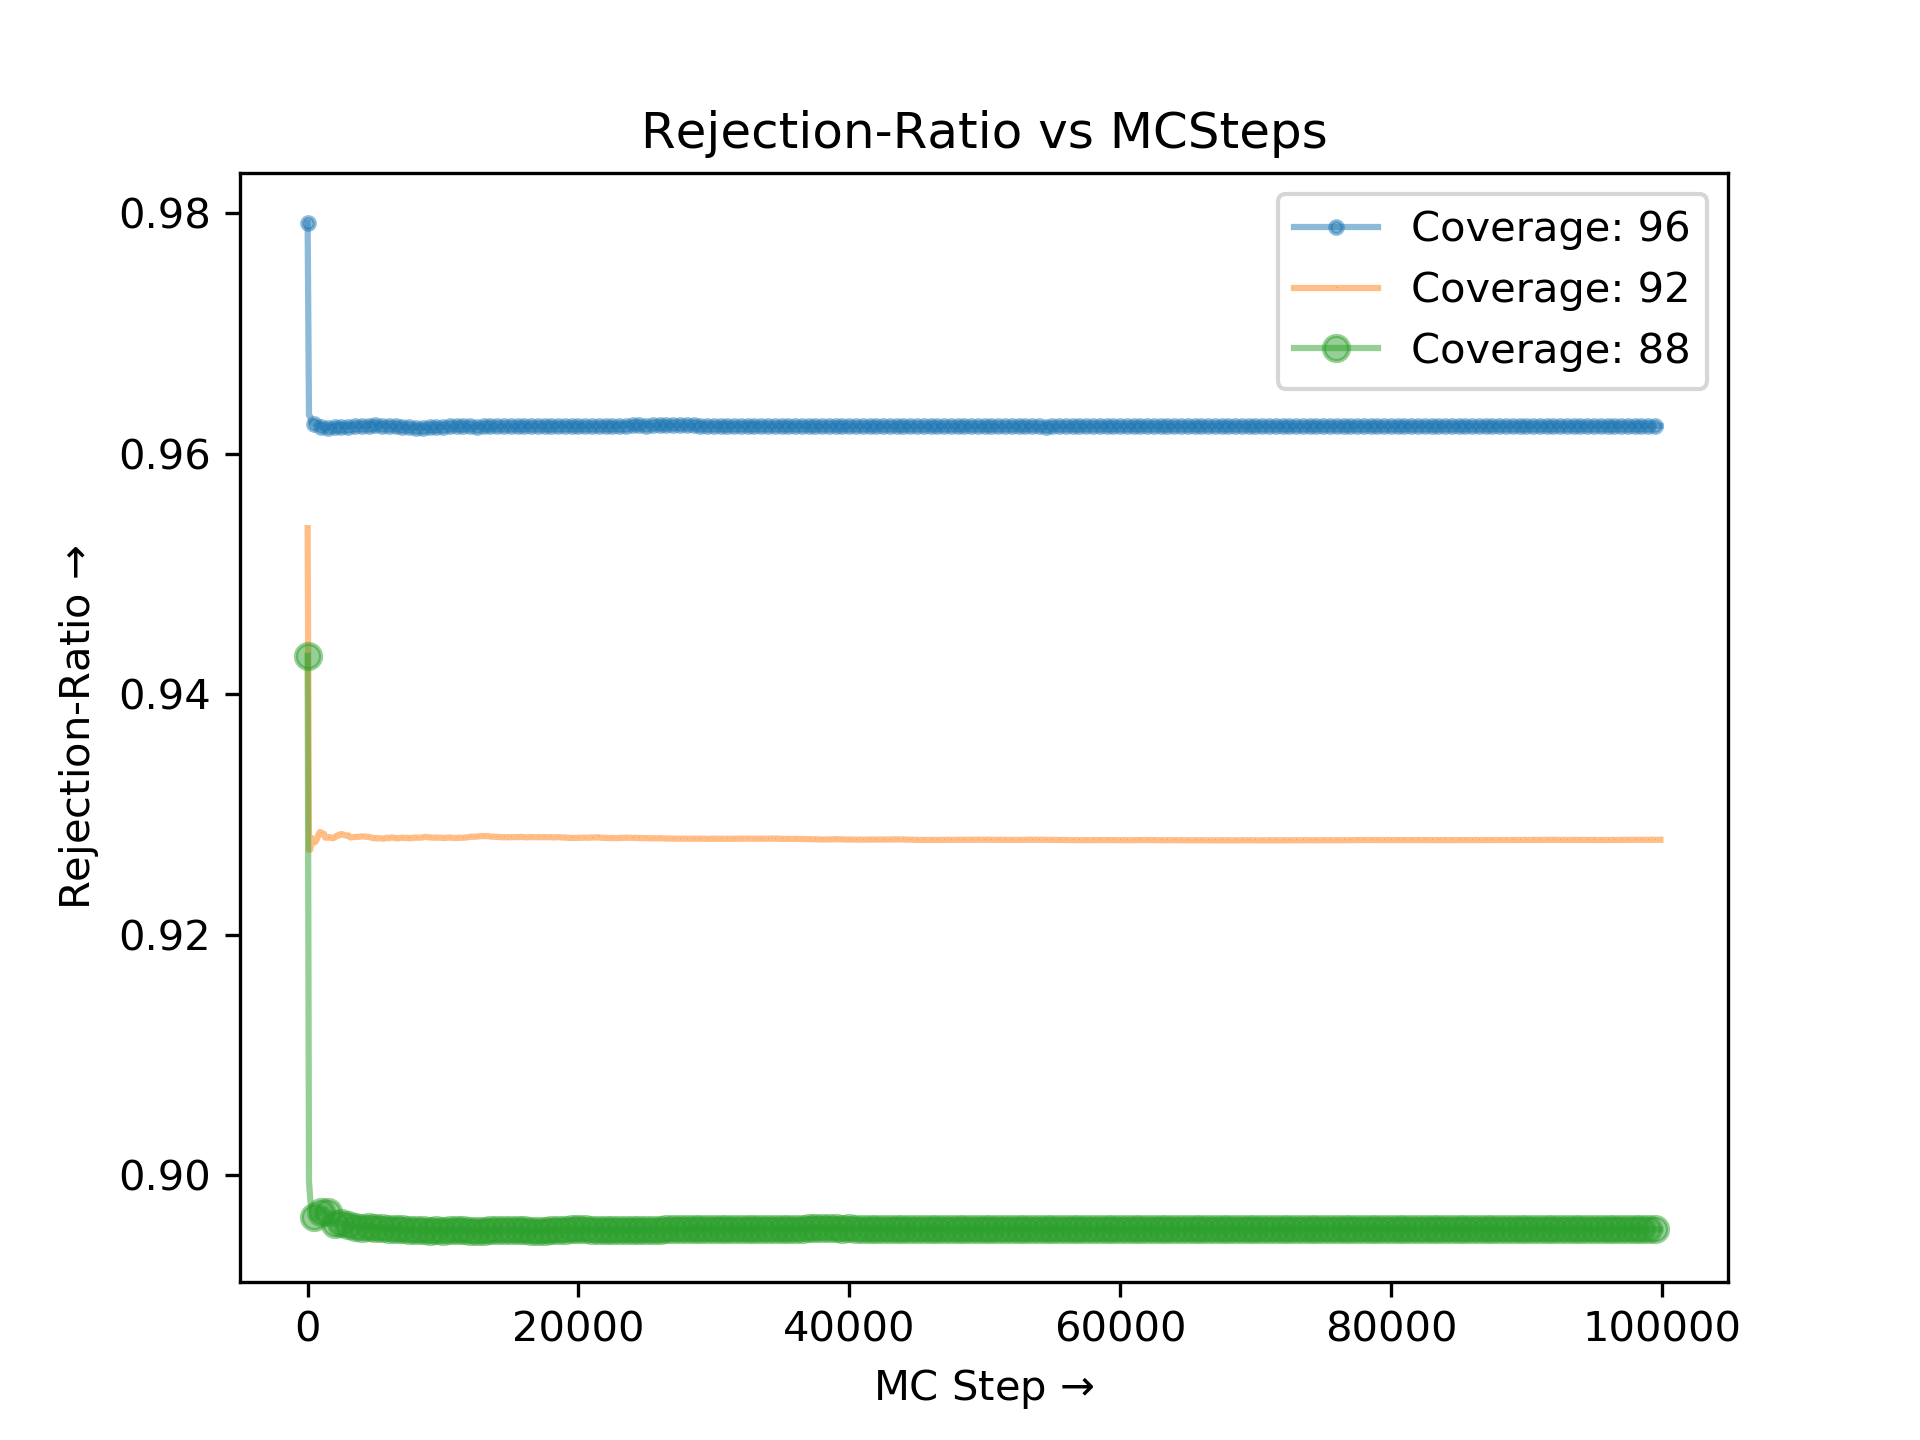 Rejection-Ratio vs MCSteps
Coverage: 96
Coverage: 92
Coverage: 88
Rejection-Ratio →
0.98
0.96
0.94
0.92
0.90
0 20000 40000 60000 80000 100000
MC Step →